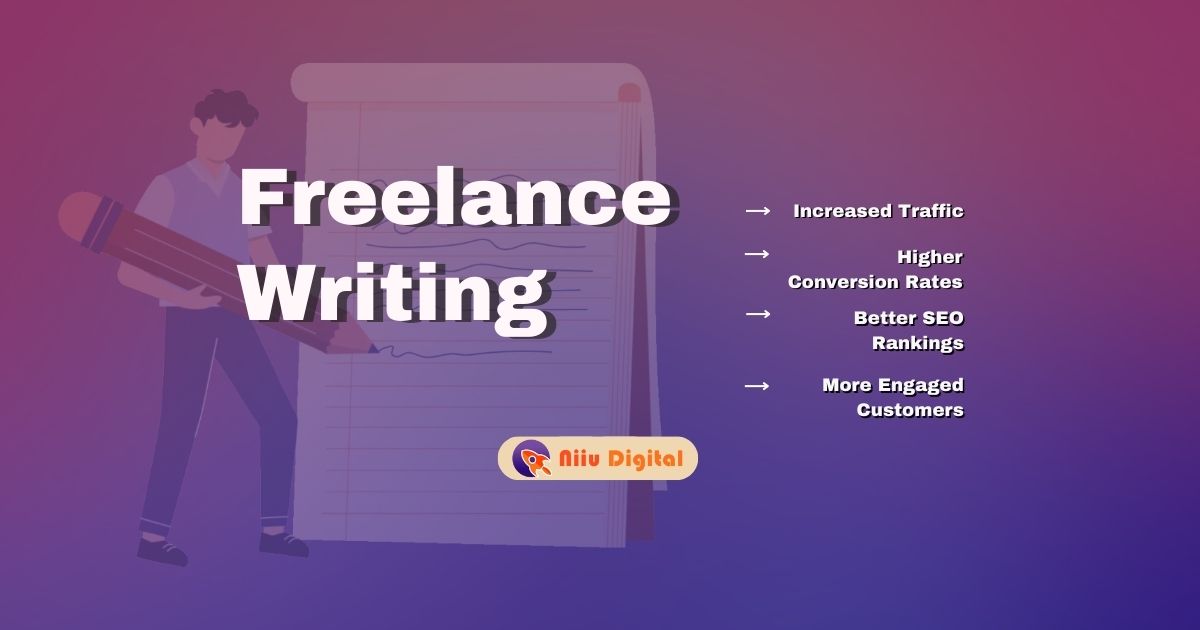 Freelance
Writing
→ Increased Traffic
→ Higher
Conversion Rates
→ Better SEO
Rankings
→ More Engaged
Customers
Niiu Digital